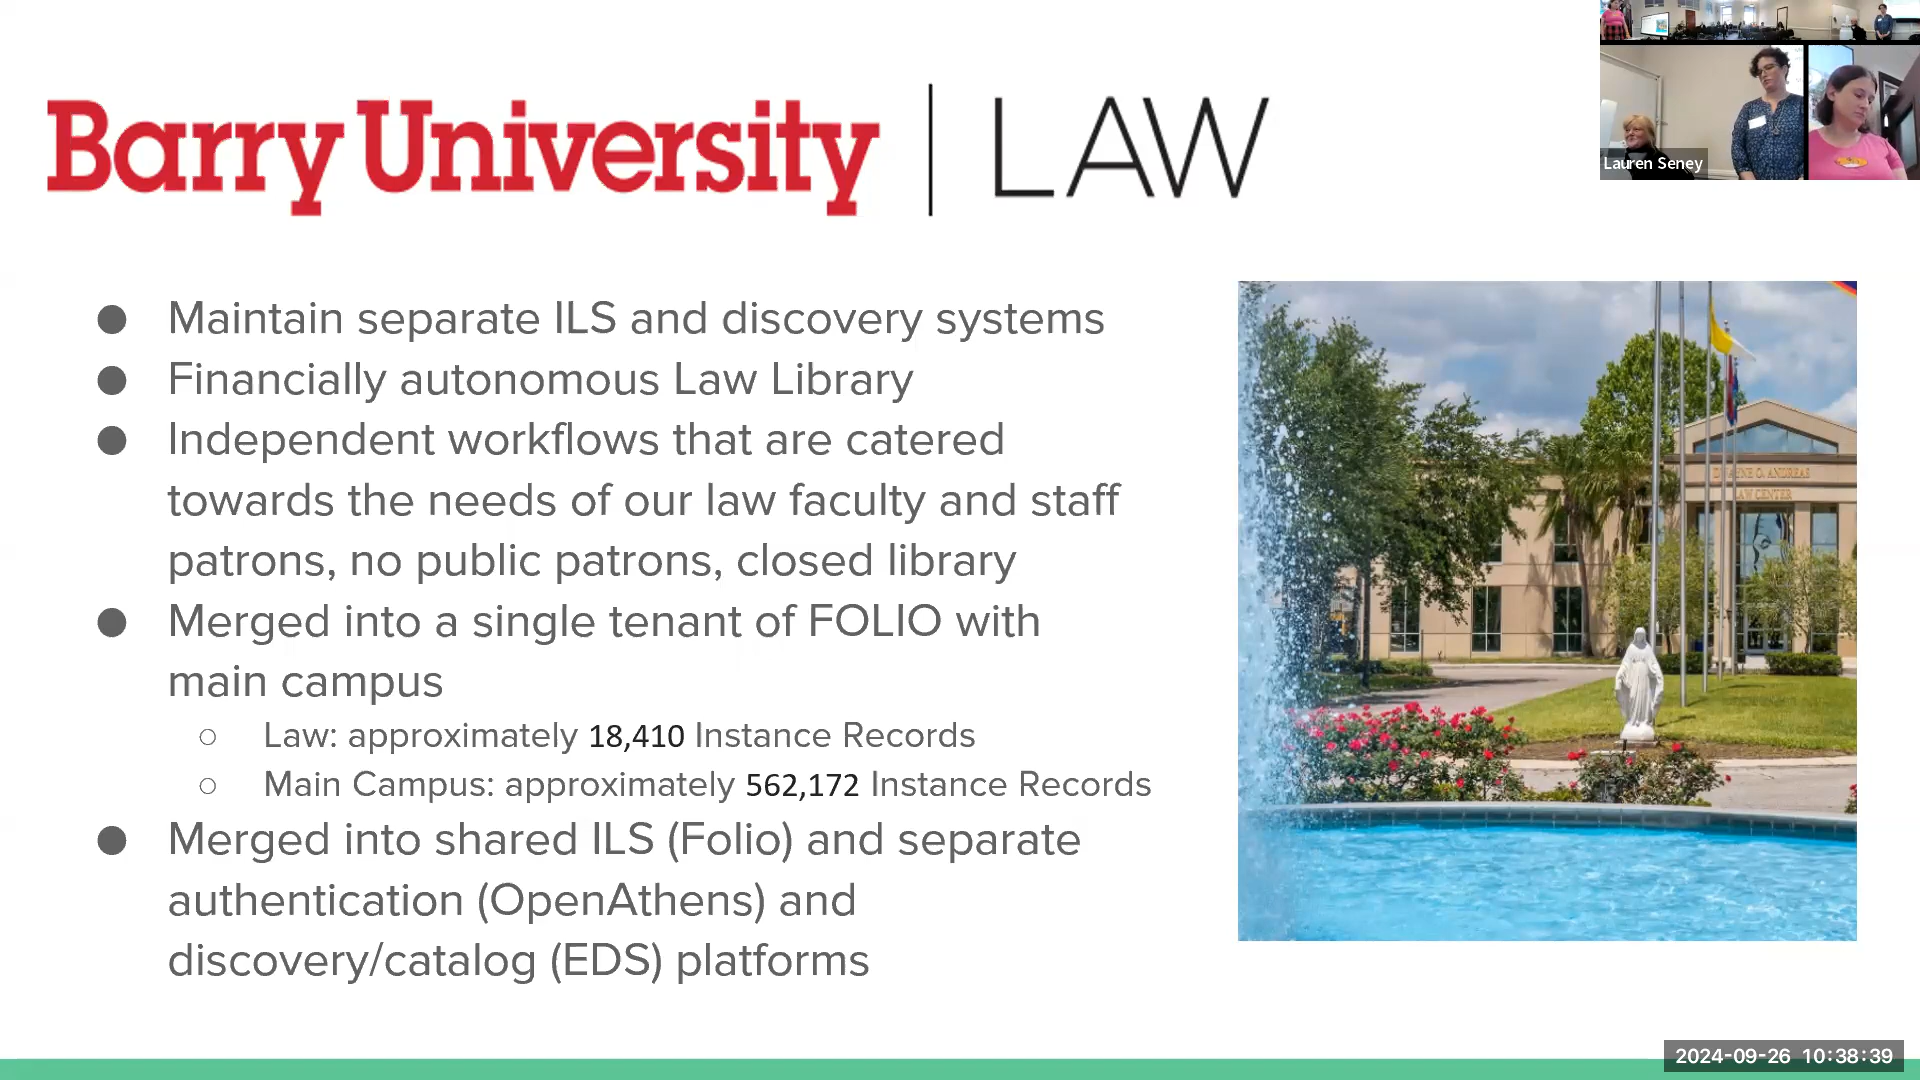 Barry University | LAW
Lauren Seney
● Maintain separate ILS and discovery systems
● Financially autonomous Law Library
● Independent workflows that are catered
towards the needs of our law faculty and staff
patrons, no public patrons, closed library
● Merged into a single tenant of FOLIO with
main campus
○ Law: approximately 18,410 Instance Records
○ Main Campus: approximately 562,172 Instance Records
● Merged into shared ILS (Folio) and separate
authentication (OpenAthens) and
discovery/catalog (EDS) platforms
O. ANDREAS
LAW CENTER
2024-09-26 10:38:39